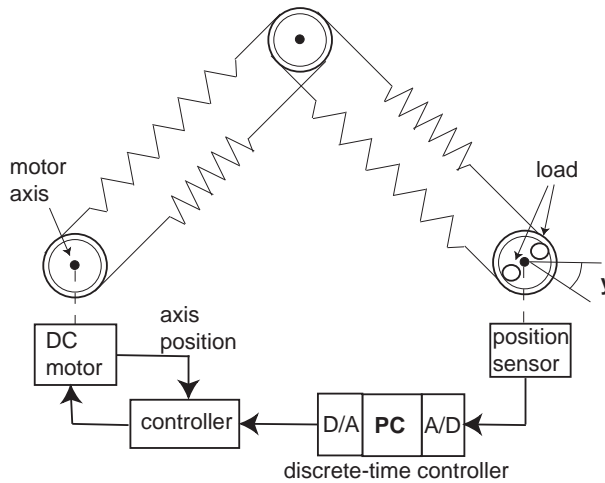 motor
axis
load
y
DC
motor
axis
position
position
sensor
controller
D/A
PC
A/D
discrete-time controller